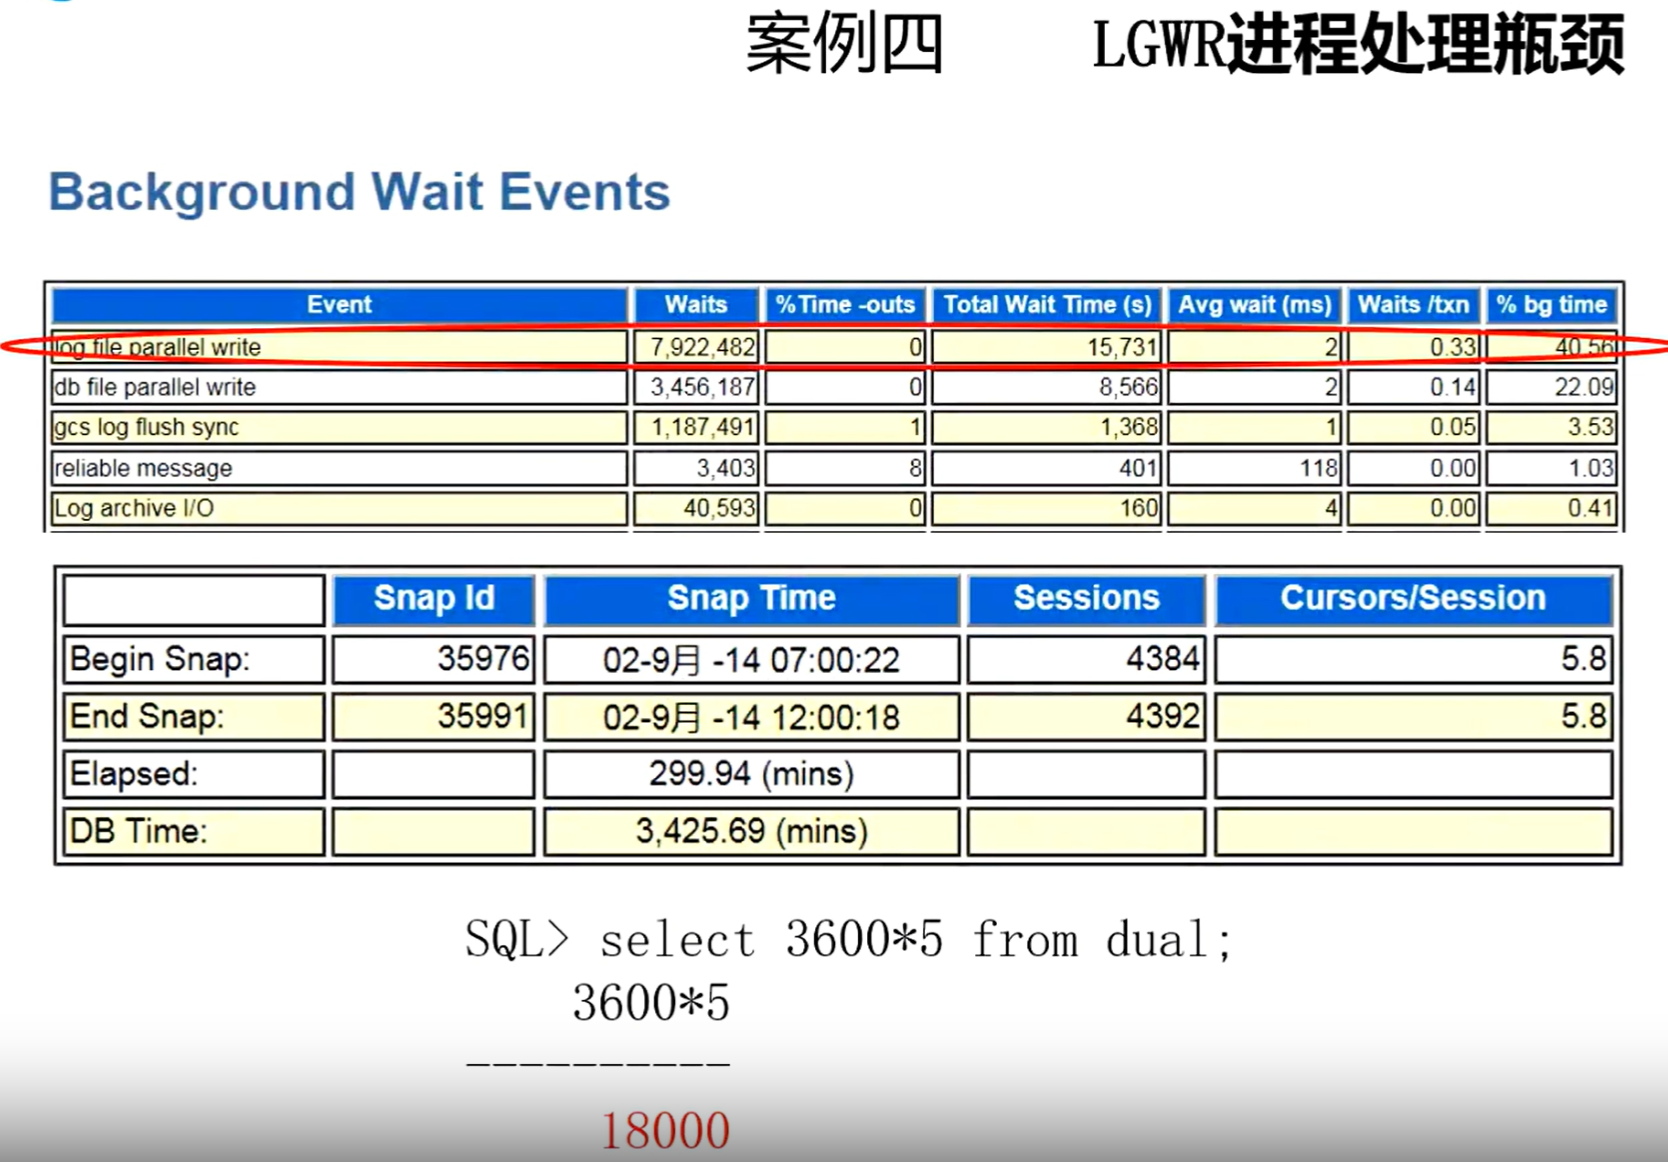 案例四 LGWR进程处理瓶颈
Background Wait Events
Event Waits %Time -outs Total Wait Time (s) Avg wait (ms) Waits /txn % bg time
log file parallel write 7,922,482 0 15,731 2 0.33 40.56
db file parallel write 3,456,187 0 8,566 2 0.14 22.09
gcs log flush sync 1,187,491 1 1,368 1 0.05 3.53
reliable message 3,403 8 401 118 0.00 1.03
Log archive I/O 40,593 0 160 4 0.00 0.41
Snap Id Snap Time Sessions Cursors/Session
Begin Snap: 35976 02-9月 -14 07:00:22 4384 5.8
End Snap: 35991 02-9月 -14 12:00:18 4392 5.8
Elapsed: 299.94 (mins)
DB Time: 3,425.69 (mins)
SQL> select 3600*5 from dual;
3600*5
----------
18000